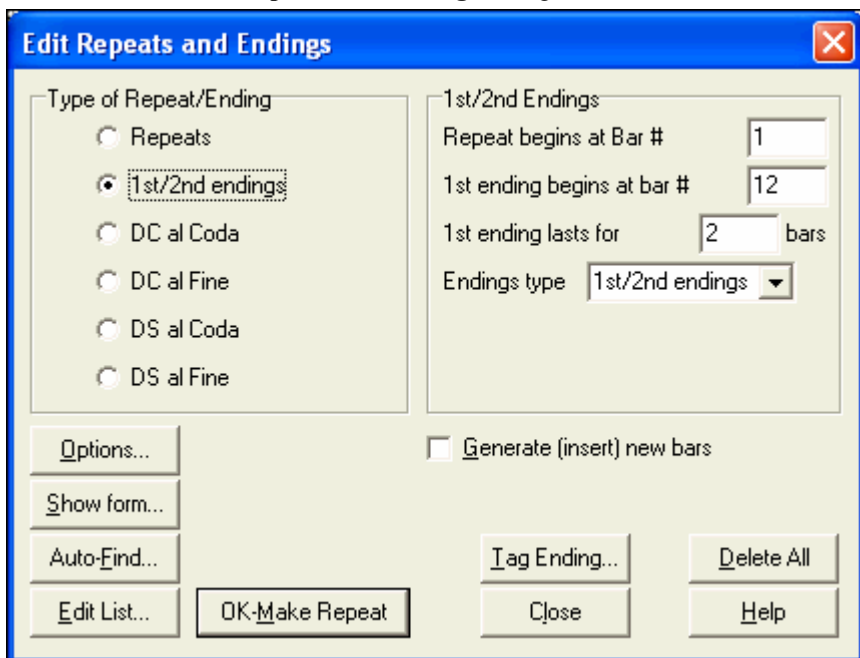 Edit Repeats and Endings
Type of Repeat/Ending
Repeats
1st/2nd endings
DC al Coda
DC al Fine
DS al Coda
DS al Fine
1st/2nd Endings
Repeat begins at Bar # 1
1st ending begins at bar # 12
1st ending lasts for 2 bars
Endings type 1st/2nd endings
Options...
Generate (insert) new bars
Show form...
Auto-Find...
Tag Ending...
Delete All
Edit List...
OK-Make Repeat
Close
Help